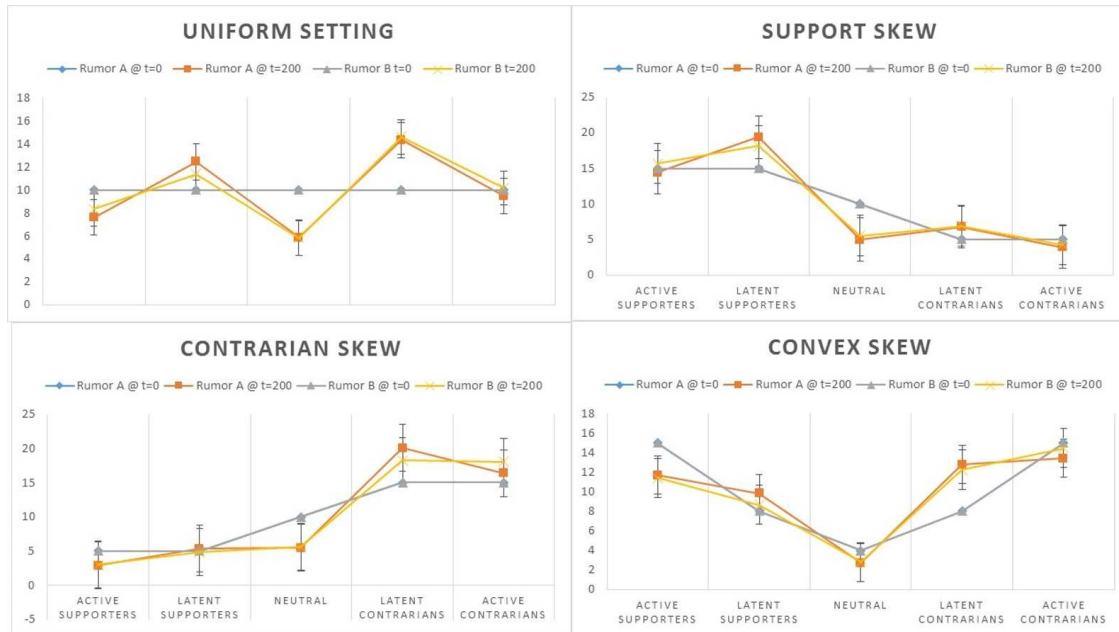 UNIFORM SETTING
Rumor A @ t=0 Rumor A @ t=200 Rumor B t=0 Rumor B t=200
18
16
14
12
10
8
6
4
2
0
SUPPORT SKEW
Rumor A @ t=0 Rumor A @ t=200 Rumor B @ t=0 Rumor B @ t=200
25
20
15
10
5
0
ACTIVE SUPPORTERS
LATENT SUPPORTERS
NEUTRAL
LATENT CONTRARIANS
ACTIVE CONTRARIANS
CONTRARIAN SKEW
Rumor A @ t=0 Rumor A @ t=200 Rumor B @ t=0 Rumor B @ t=200
25
20
15
10
5
0
-5
ACTIVE SUPPORTERS
LATENT SUPPORTERS
NEUTRAL
LATENT CONTRARIANS
ACTIVE CONTRARIANS
CONVEX SKEW
Rumor A @ t=0 Rumor A @ t=200 Rumor B @ t=0 Rumor B @ t=200
18
16
14
12
10
8
6
4
2
0
ACTIVE SUPPORTERS
LATENT SUPPORTERS
NEUTRAL
LATENT CONTRARIANS
ACTIVE CONTRARIANS